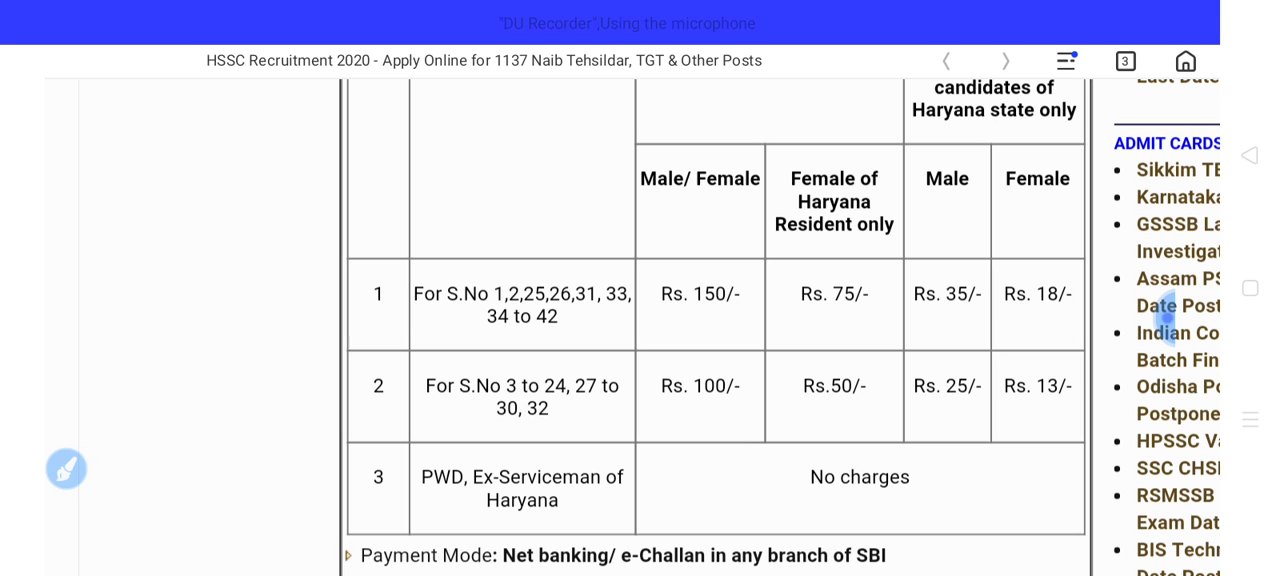 "DU Recorder",Using the microphone
HSSC Recruitment 2020 - Apply Online for 1137 Naib Tehsildar, TGT & Other Posts
3
candidates of
Haryana state only
Male/ Female
Female of
Haryana
Resident only
Male
Female
1
For S.No 1,2,25,26,31, 33,
34 to 42
Rs. 150/-
Rs. 75/-
Rs. 35/-
Rs. 18/-
2
For S.No 3 to 24, 27 to
30, 32
Rs. 100/-
Rs.50/-
Rs. 25/-
Rs. 13/-
3
PWD, Ex-Serviceman of
Haryana
No charges
Payment Mode: Net banking/ e-Challan in any branch of SBI
ADMIT CARDS
Sikkim
Karnataka
GSSSB
Assam
Date Post
Indian
Batch
Odisha
Postpone
HPSSC
SSC
RSMSSB
Exam
BIS